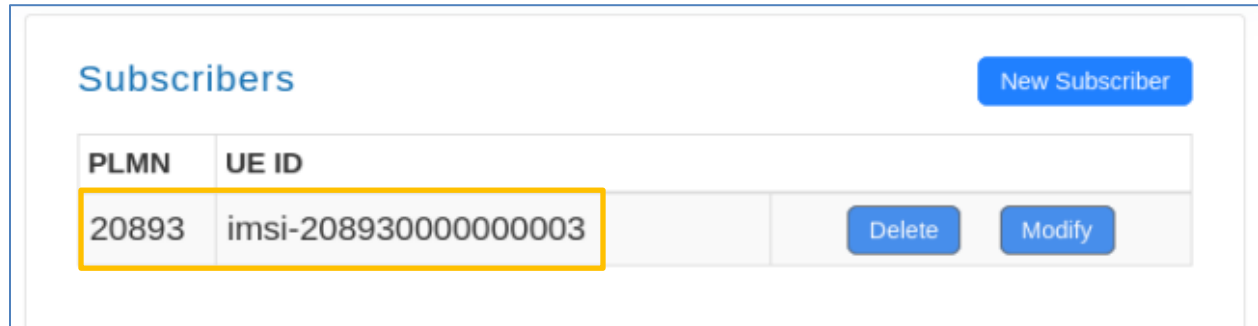 Subscribers
New Subscriber
PLMN UE ID
20893 imsi-208930000000003 Delete Modify